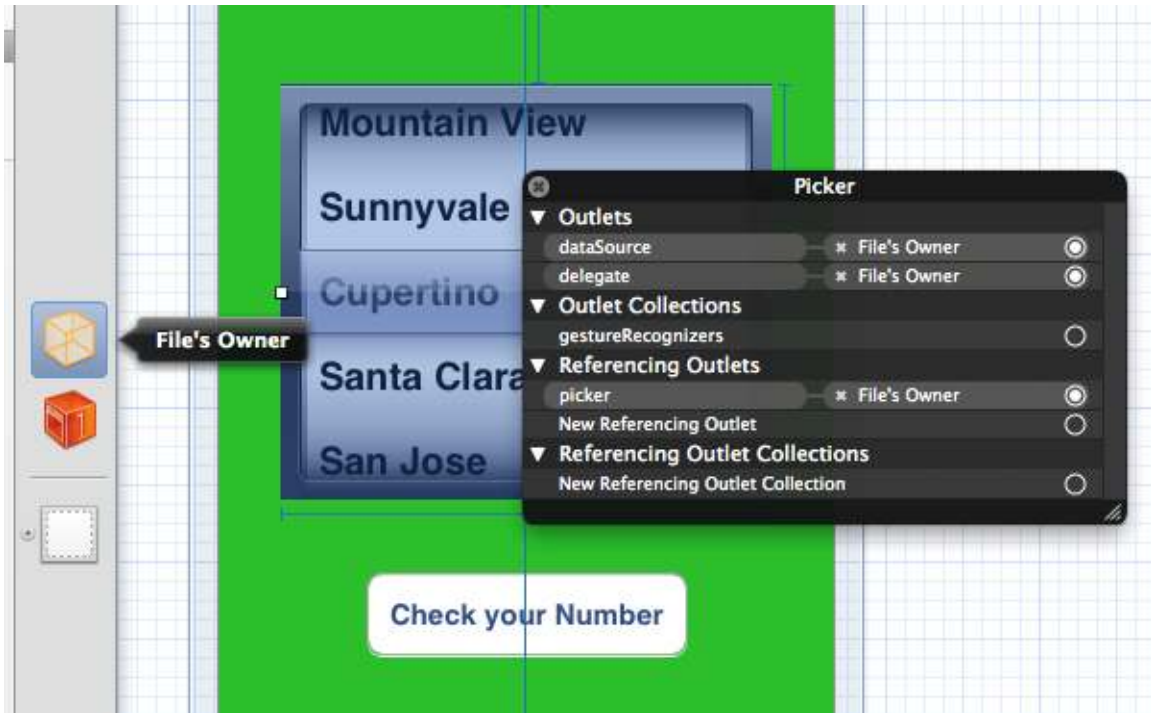 Mountain View
Sunnyvale
Cupertino
Santa Clara
San Jose
File's Owner
Picker
Outlets
dataSource File's Owner
delegate File's Owner
Outlet Collections
gestureRecognizers
Referencing Outlets
picker File's Owner
New Referencing Outlet
Referencing Outlet Collections
New Referencing Outlet Collection
Check your Number